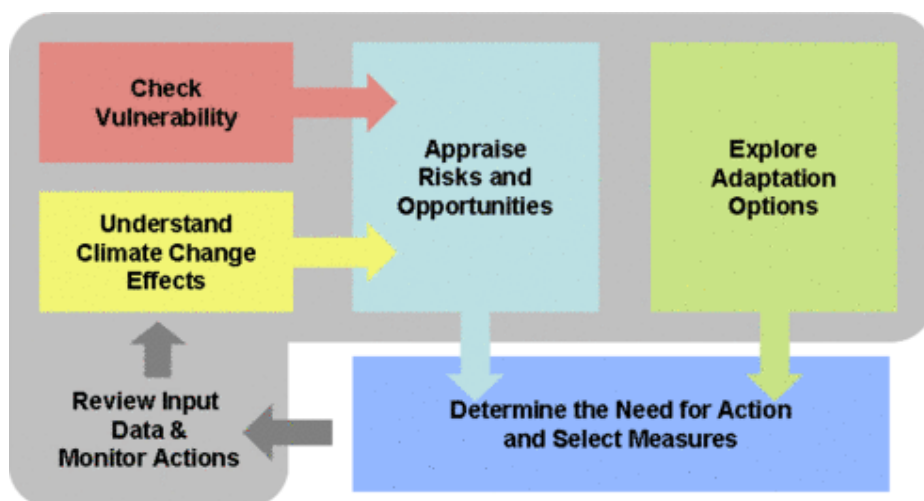 Check
Vulnerability
Appraise
Risks and
Opportunities
Explore
Adaptation
Options
Understand
Climate Change
Effects
Review Input
Data &
Monitor Actions
Determine the Need for Action
and Select Measures